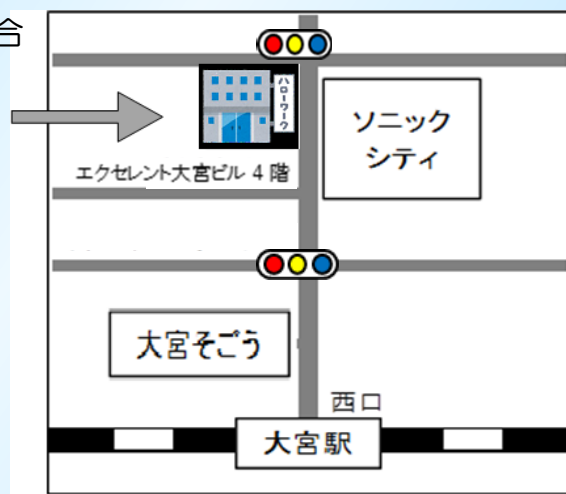 合
ハローワーク
ソニック
シティ
エクセレント大宮ビル 4 階
大宮そごう
西口
大宮駅